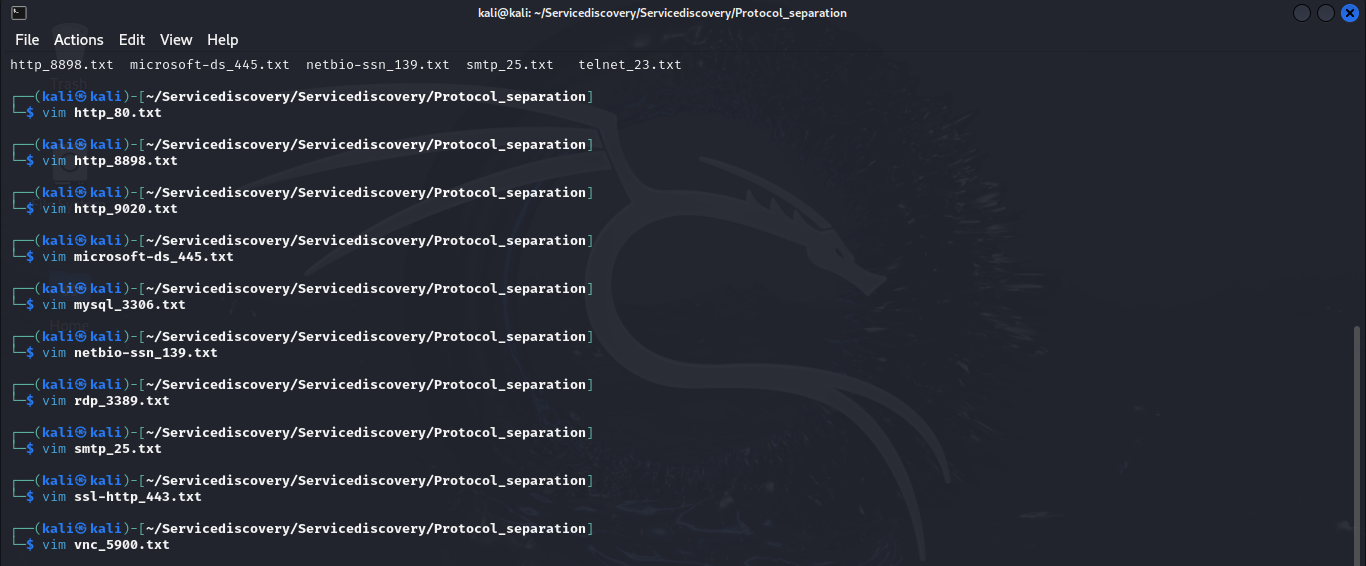 kali@kali: ~/Servicediscovery/Servicediscovery/Protocol_separation
File Actions Edit View Help
http_8898.txt microsoft-ds_445.txt netbio-ssn_139.txt smtp_25.txt telnet_23.txt
Trash
┌──(kali㉿kali)-[~/Servicediscovery/Servicediscovery/Protocol_separation]
└─$ vim http_80.txt
┌──(kali㉿kali)-[~/Servicediscovery/Servicediscovery/Protocol_separation]
└─$ vim http_8898.txt
┌──(kali㉿kali)-[~/Servicediscovery/Servicediscovery/Protocol_separation]
└─$ vim http_9020.txt
┌──(kali㉿kali)-[~/Servicediscovery/Servicediscovery/Protocol_separation]
└─$ vim microsoft-ds_445.txt
┌──(kali㉿kali)-[~/Servicediscovery/Servicediscovery/Protocol_separation]
└─$ vim mysql_3306.txt
Home
┌──(kali㉿kali)-[~/Servicediscovery/Servicediscovery/Protocol_separation]
└─$ vim netbio-ssn_139.txt
┌──(kali㉿kali)-[~/Servicediscovery/Servicediscovery/Protocol_separation]
└─$ vim rdp_3389.txt
┌──(kali㉿kali)-[~/Servicediscovery/Servicediscovery/Protocol_separation]
└─$ vim smtp_25.txt
┌──(kali㉿kali)-[~/Servicediscovery/Servicediscovery/Protocol_separation]
└─$ vim ssl-http_443.txt
┌──(kali㉿kali)-[~/Servicediscovery/Servicediscovery/Protocol_separation]
└─$ vim vnc_5900.txt